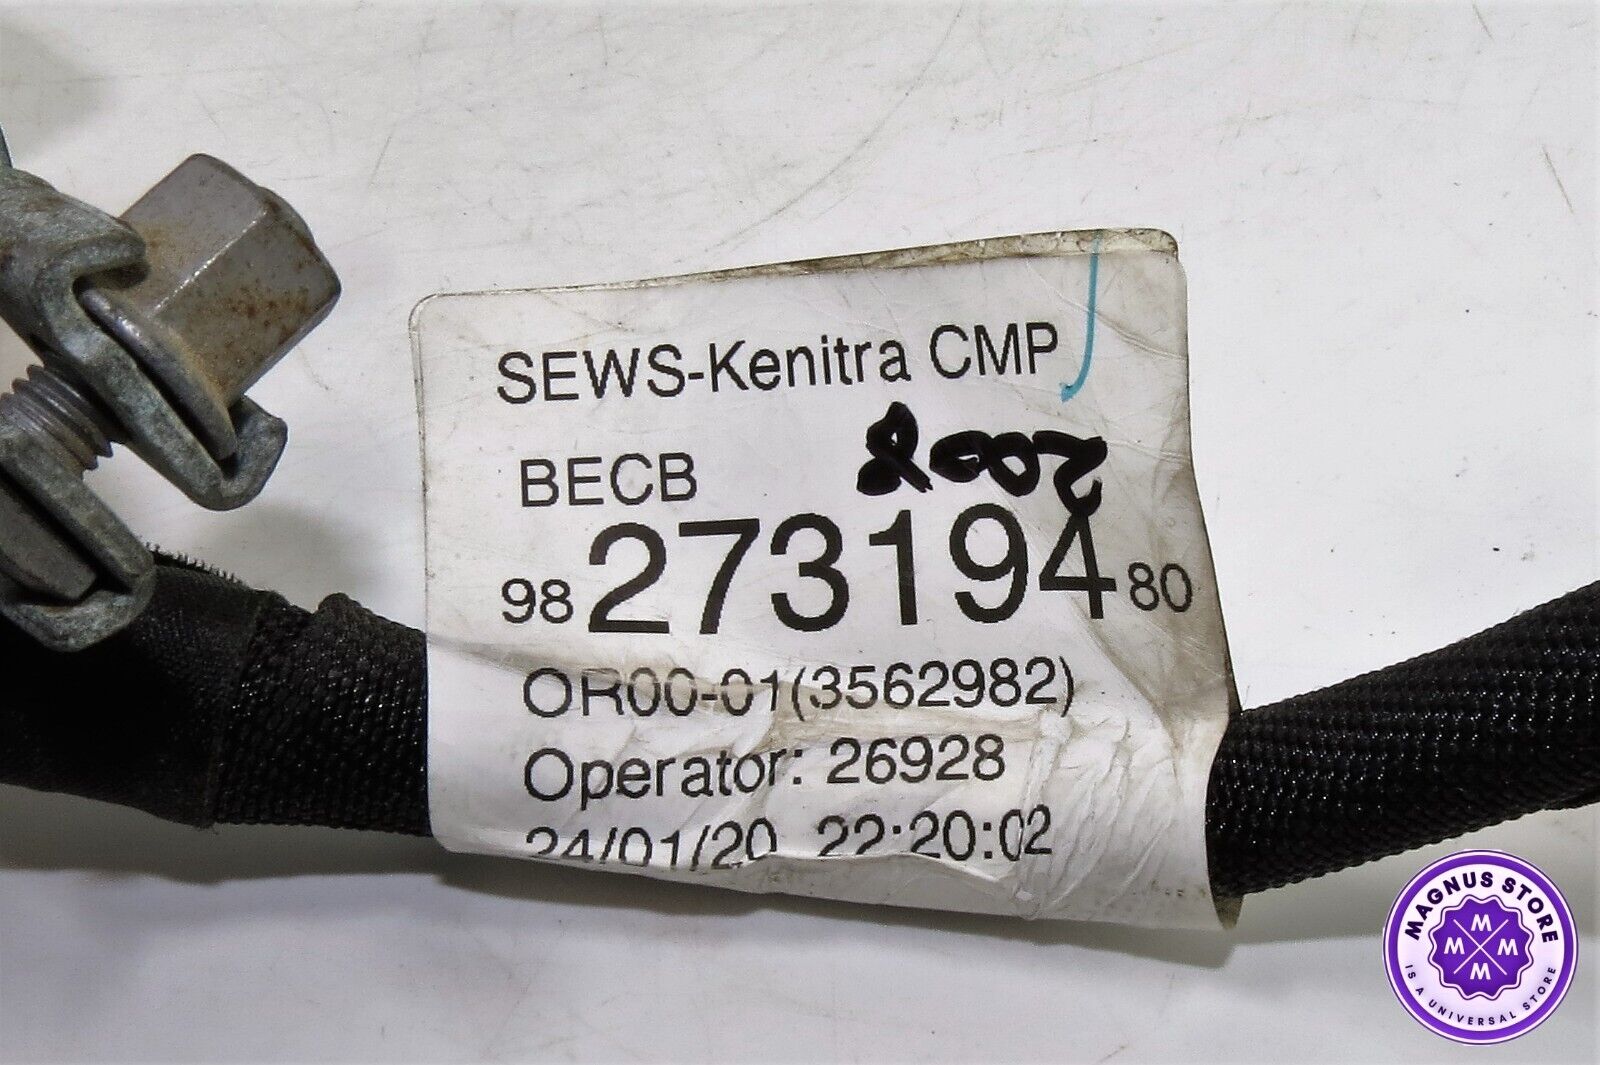 SEWS-Kenitra CMP
BECB
98 273194 80
OR00-01(3562982)
Operator: 26928
24/01/20 22:20:02
MAGNUS STORE
M
M M
M
IS A UNIVERSAL STORE